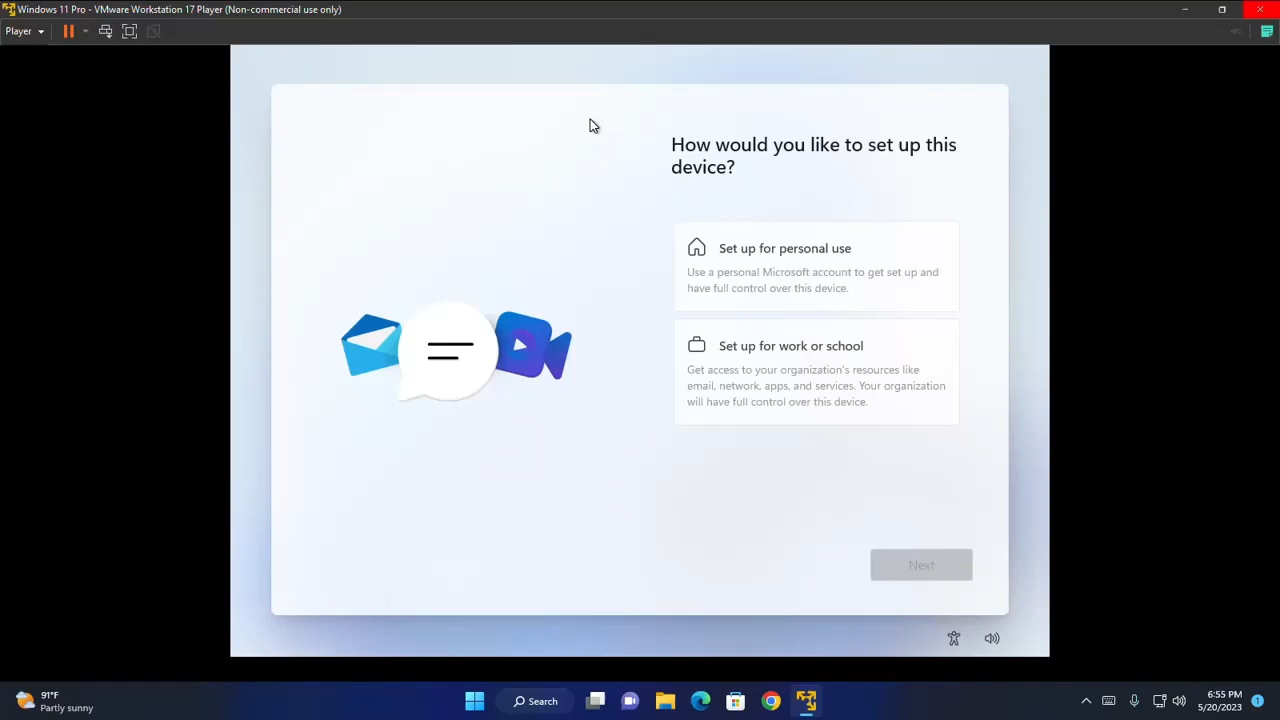 Windows 11 Pro - VMware Workstation 17 Player (Non-commercial use only)
Player
How would you like to set up this
device?
Set up for personal use
Use a personal Microsoft account to get set up and
have full control over this device.
Set up for work or school
Get access to your organization's resources like
email, network, apps, and services. Your organization
will have full control over this device.
Next
91°F
Partly sunny
Search
6:55 PM
5/20/2023
1